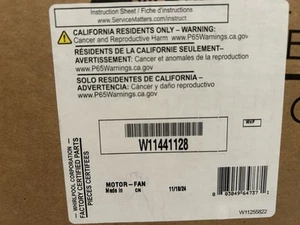 Instruction Sheet / Fiche d'instructions
www.ServiceMatters.com/instruct
CALIFORNIA RESIDENTS ONLY – WARNING:
Cancer and Reproductive Harm www.P65Warnings.ca.gov
RÉSIDENTS DE LA CALIFORNIE SEULEMENT–
AVERTISSEMENT: Cancer et anomalies de la reproduction
www.P65Warnings.ca.gov
SOLO RESIDENTES DE CALIFORNIA –
ADVERTENCIA: Cáncer y daño reproductivo
www.P65Warnings.ca.gov
MVP
W11441128
WHIRLPOOL CORPORATION
FACTORY CERTIFIED PARTS
PIECES CERTIFIEES
MOTOR-FAN
Made in CN 11/18/24
W11255822